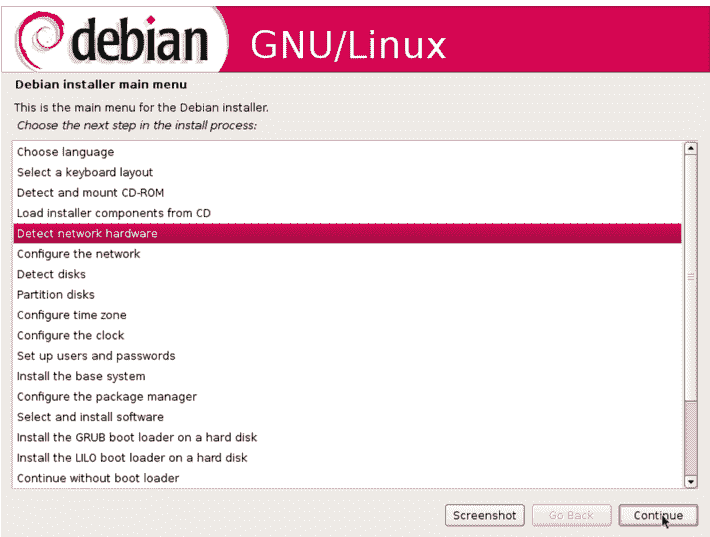 debian GNU/Linux
Debian installer main menu
This is the main menu for the Debian installer.
Choose the next step in the install process:
Choose language
Select a keyboard layout
Detect and mount CD-ROM
Load installer components from CD
Detect network hardware
Configure the network
Detect disks
Partition disks
Configure time zone
Configure the clock
Set up users and passwords
Install the base system
Configure the package manager
Select and install software
Install the GRUB boot loader on a hard disk
Install the LILO boot loader on a hard disk
Continue without boot loader
Screenshot Go Back Continue